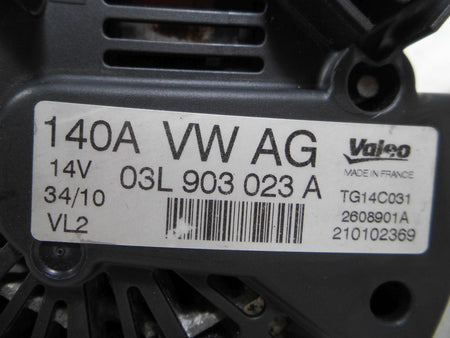 140A VW AG
14V 03L 903 023 A
34/10
VL2
Valeo
MADE IN FRANCE
TG14C031
2608901A
210102369